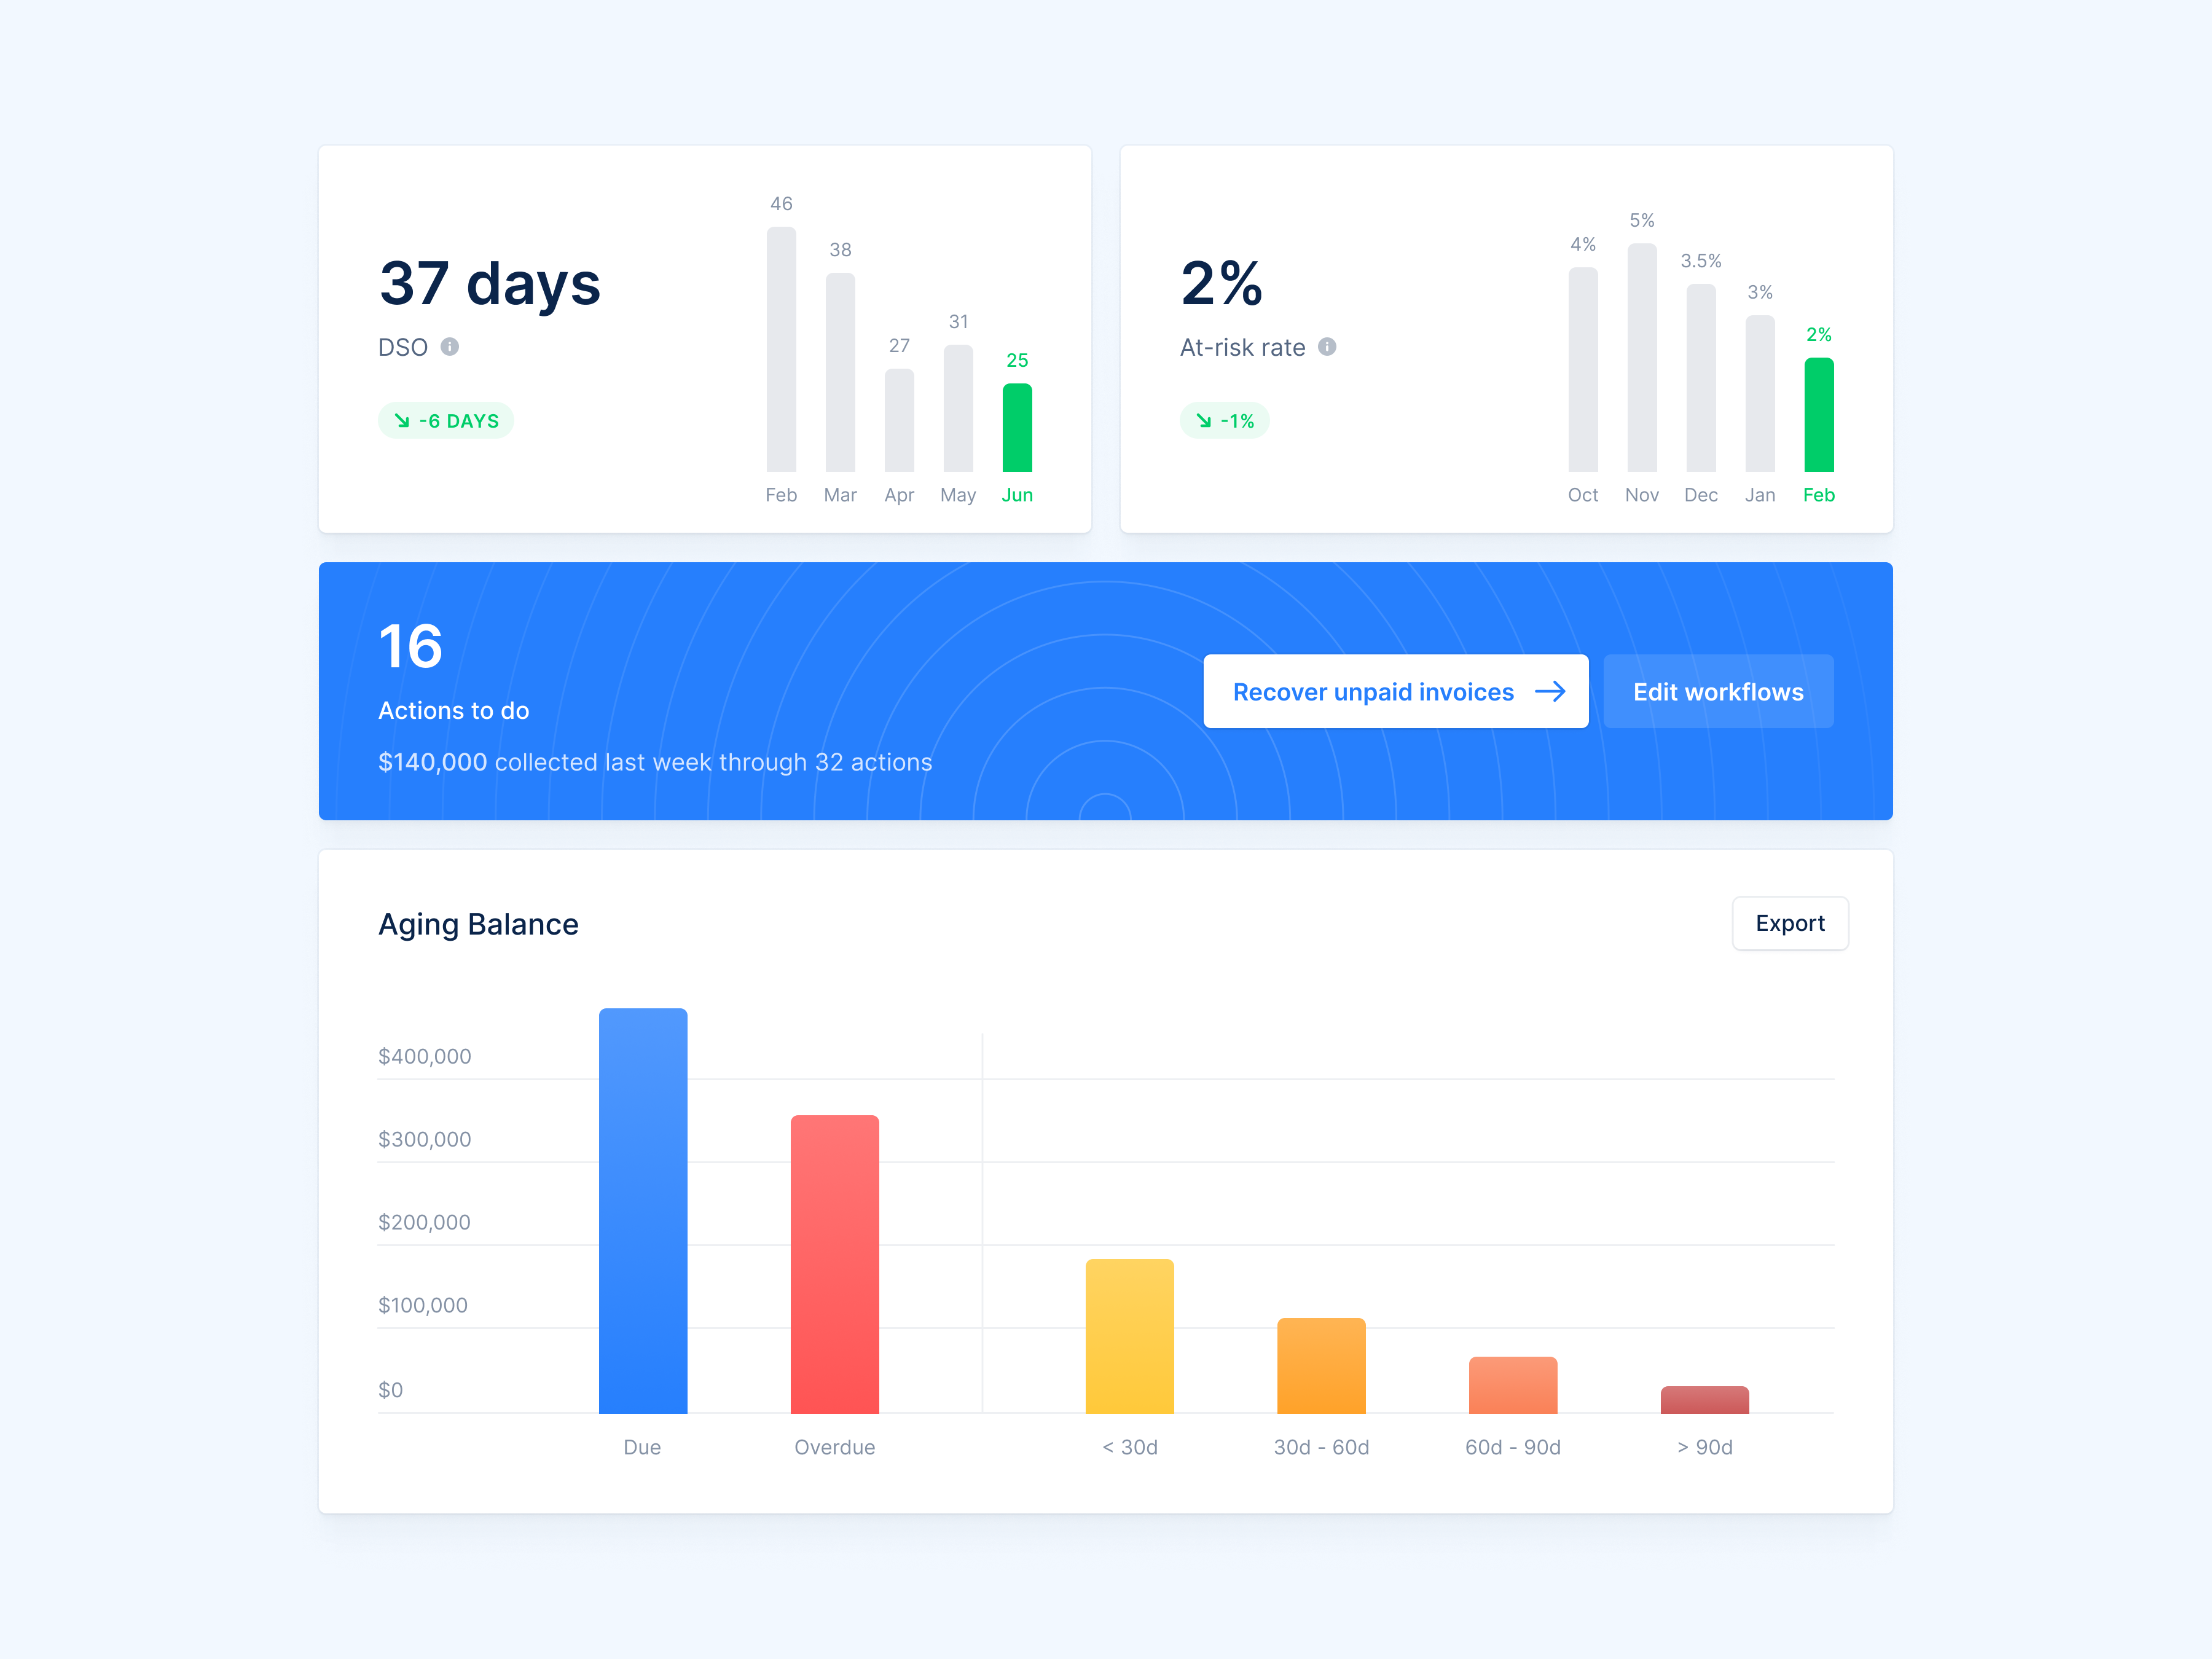 37 days
DSO
-6 DAYS
46
38
27
31
25
Feb
Mar
Apr
May
Jun
2%
At-risk rate
-1%
4%
5%
3.5%
3%
2%
Oct
Nov
Dec
Jan
Feb
16
Actions to do
$140,000 collected last week through 32 actions
Recover unpaid invoices
Edit workflows
Aging Balance
Export
$400,000
$300,000
$200,000
$100,000
$0
Due
Overdue
< 30d
30d - 60d
60d - 90d
> 90d